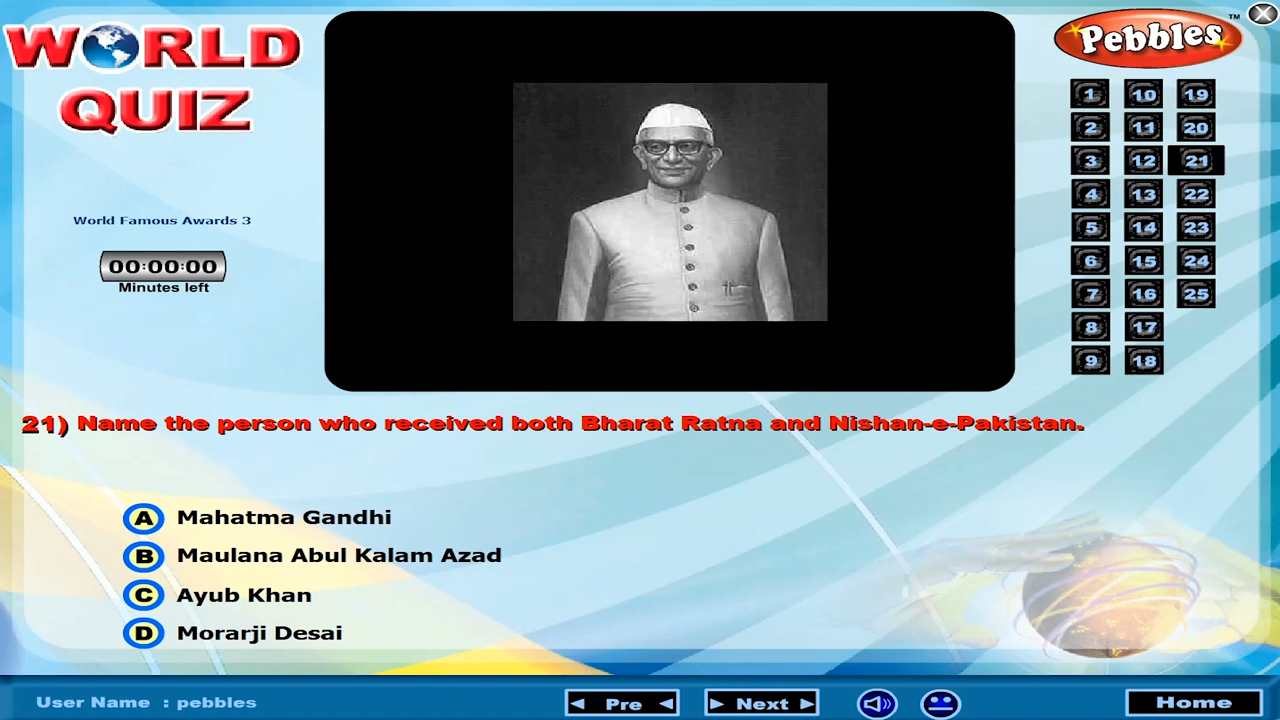 WORLD
QUIZ
Pebbles™
1 10 19
2 11 20
3 12 21
4 13 22
5 14 23
6 15 24
7 16 25
8 17
9 18
World Famous Awards 3
00:00:00
Minutes left
21) Name the person who received both Bharat Ratna and Nishan-e-Pakistan.
A Mahatma Gandhi
B Maulana Abul Kalam Azad
C Ayub Khan
D Morarji Desai
User Name : pebbles
Pre
Next
Home